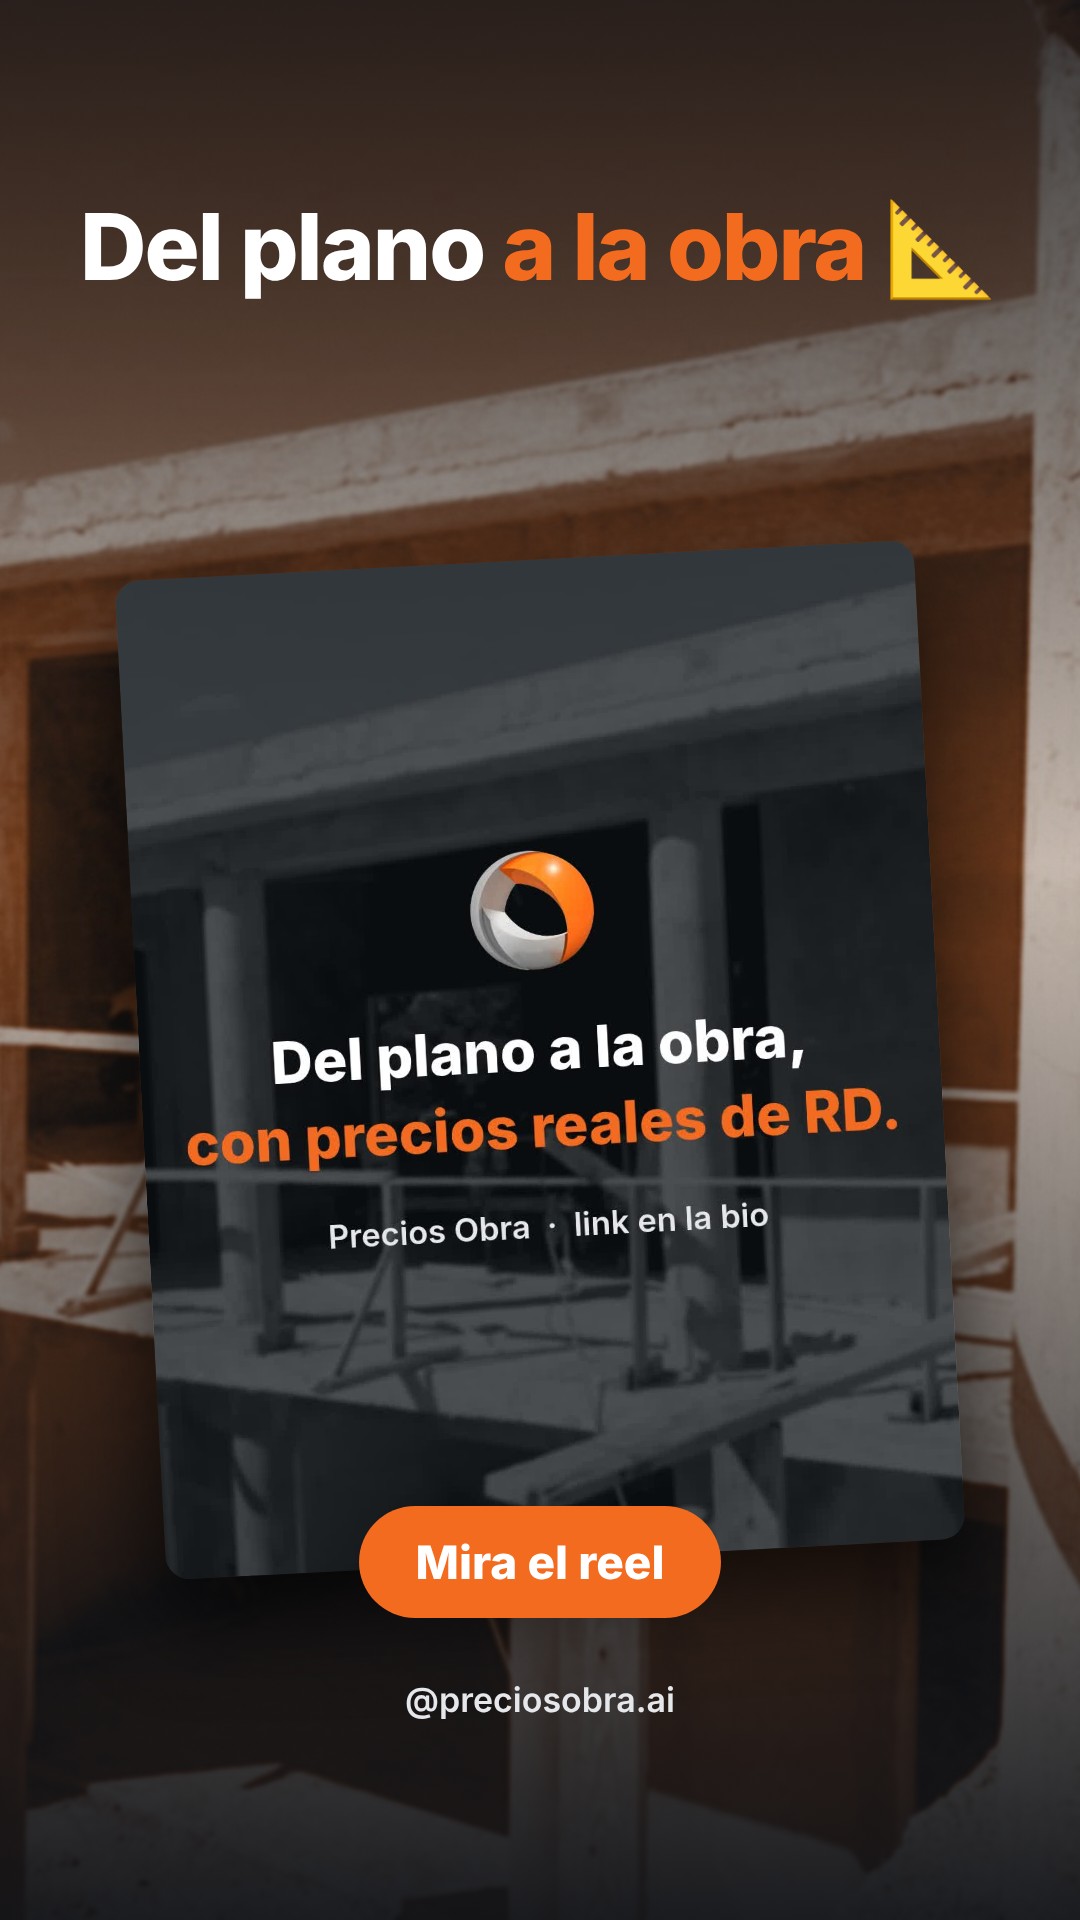 Del plano a la obra 📐
Del plano a la obra,
con precios reales de RD.
Precios Obra · link en la bio
Mira el reel
@preciosobra.ai